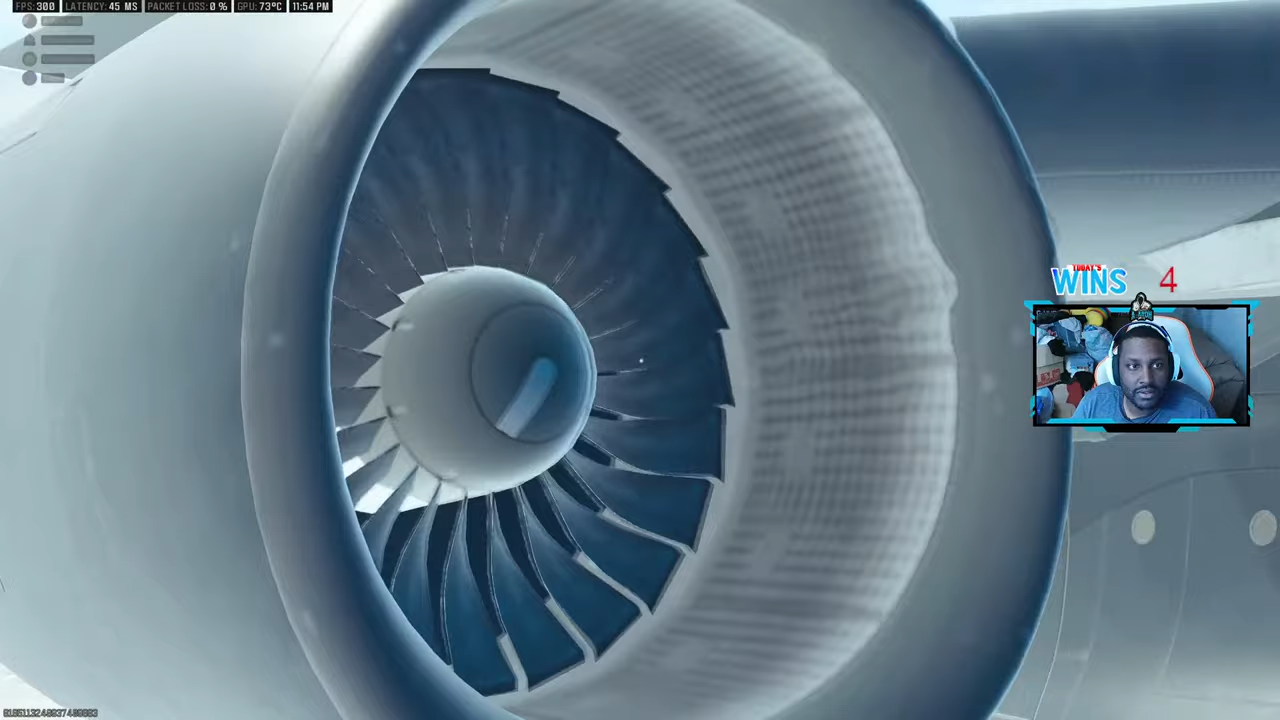 FPS: 300 LATENCY: 45 MS PACKET LOSS: 0 % GPU: 73°C 11:54 PM
TODAY'S
WINS 4